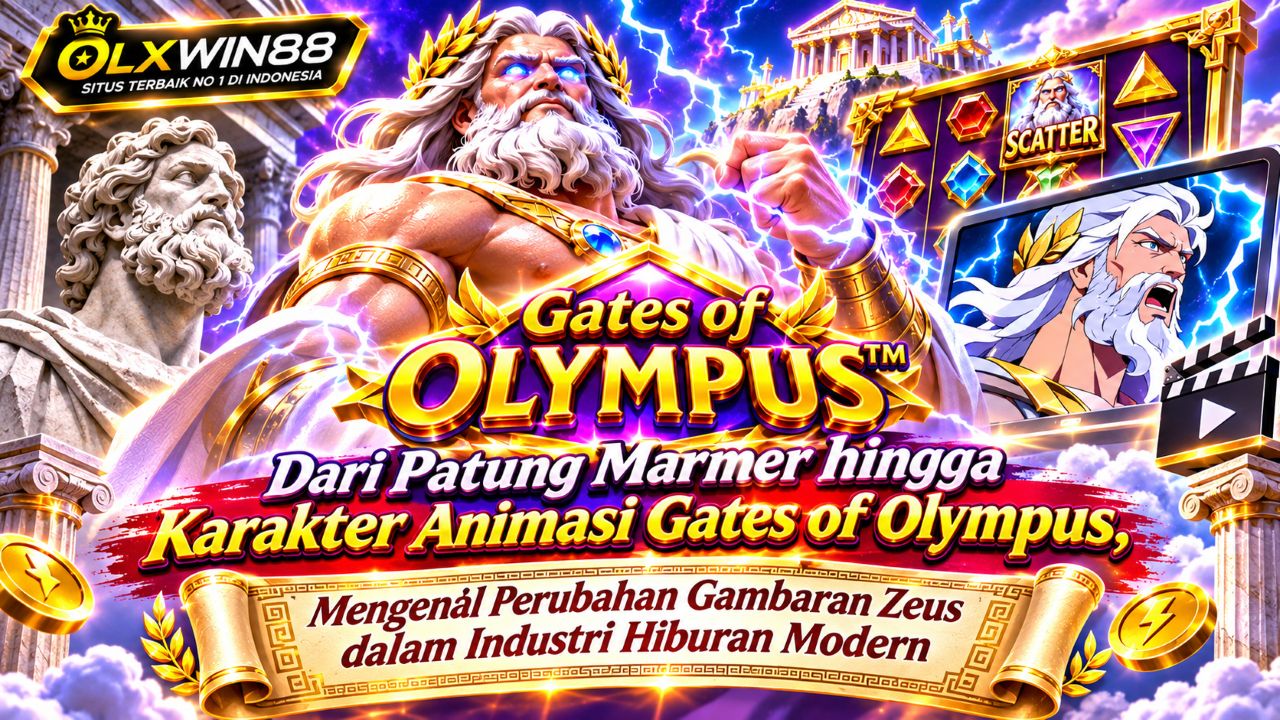 OLXWIN88
SITUS TERBAIK NO 1 DI INDONESIA
SCATTER
Gates of
OLYMPUS™
Dari Patung Marmer hingga
Karakter Animasi Gates of Olympus,
Mengenal Perubahan Gambaran Zeus
dalam Industri Hiburan Modern